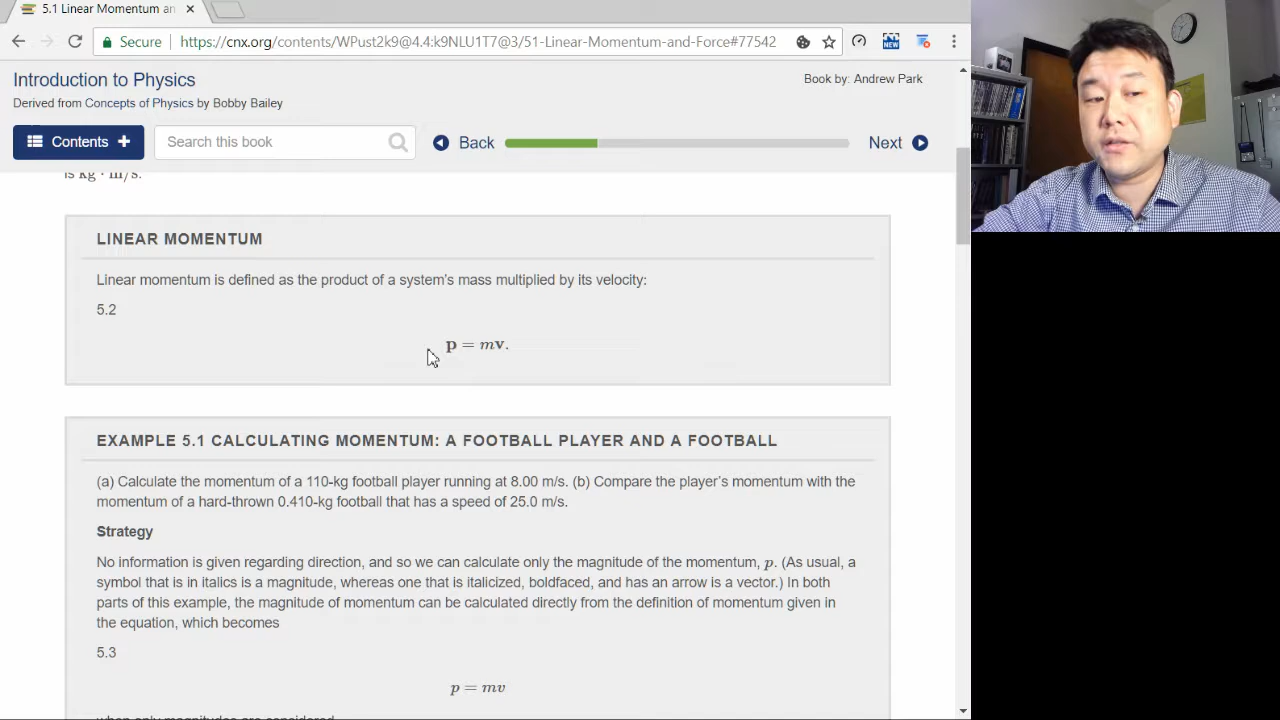 5.1 Linear Momentum an
Secure https://cnx.org/contents/WPust2k9@4.4:k9NLU1T7@3/51-Linear-Momentum-and-Force#77542
NEW
Introduction to Physics
Book by: Andrew Park
Derived from Concepts of Physics by Bobby Bailey
Contents +
Search this book
Back
Next
is kg · m/s.
LINEAR MOMENTUM
Linear momentum is defined as the product of a system's mass multiplied by its velocity:
5.2
p = mv.
EXAMPLE 5.1 CALCULATING MOMENTUM: A FOOTBALL PLAYER AND A FOOTBALL
(a) Calculate the momentum of a 110-kg football player running at 8.00 m/s. (b) Compare the player's momentum with the
momentum of a hard-thrown 0.410-kg football that has a speed of 25.0 m/s.
Strategy
No information is given regarding direction, and so we can calculate only the magnitude of the momentum, p. (As usual, a
symbol that is in italics is a magnitude, whereas one that is italicized, boldfaced, and has an arrow is a vector.) In both
parts of this example, the magnitude of momentum can be calculated directly from the definition of momentum given in
the equation, which becomes
5.3
p = mv
when only magnitudes are considered